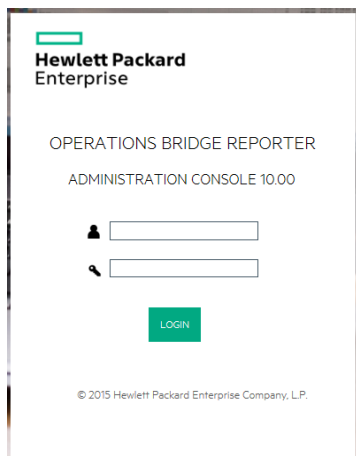 Hewlett Packard
Enterprise
OPERATIONS BRIDGE REPORTER
ADMINISTRATION CONSOLE 10.00
LOGIN
© 2015 Hewlett Packard Enterprise Company, L.P.